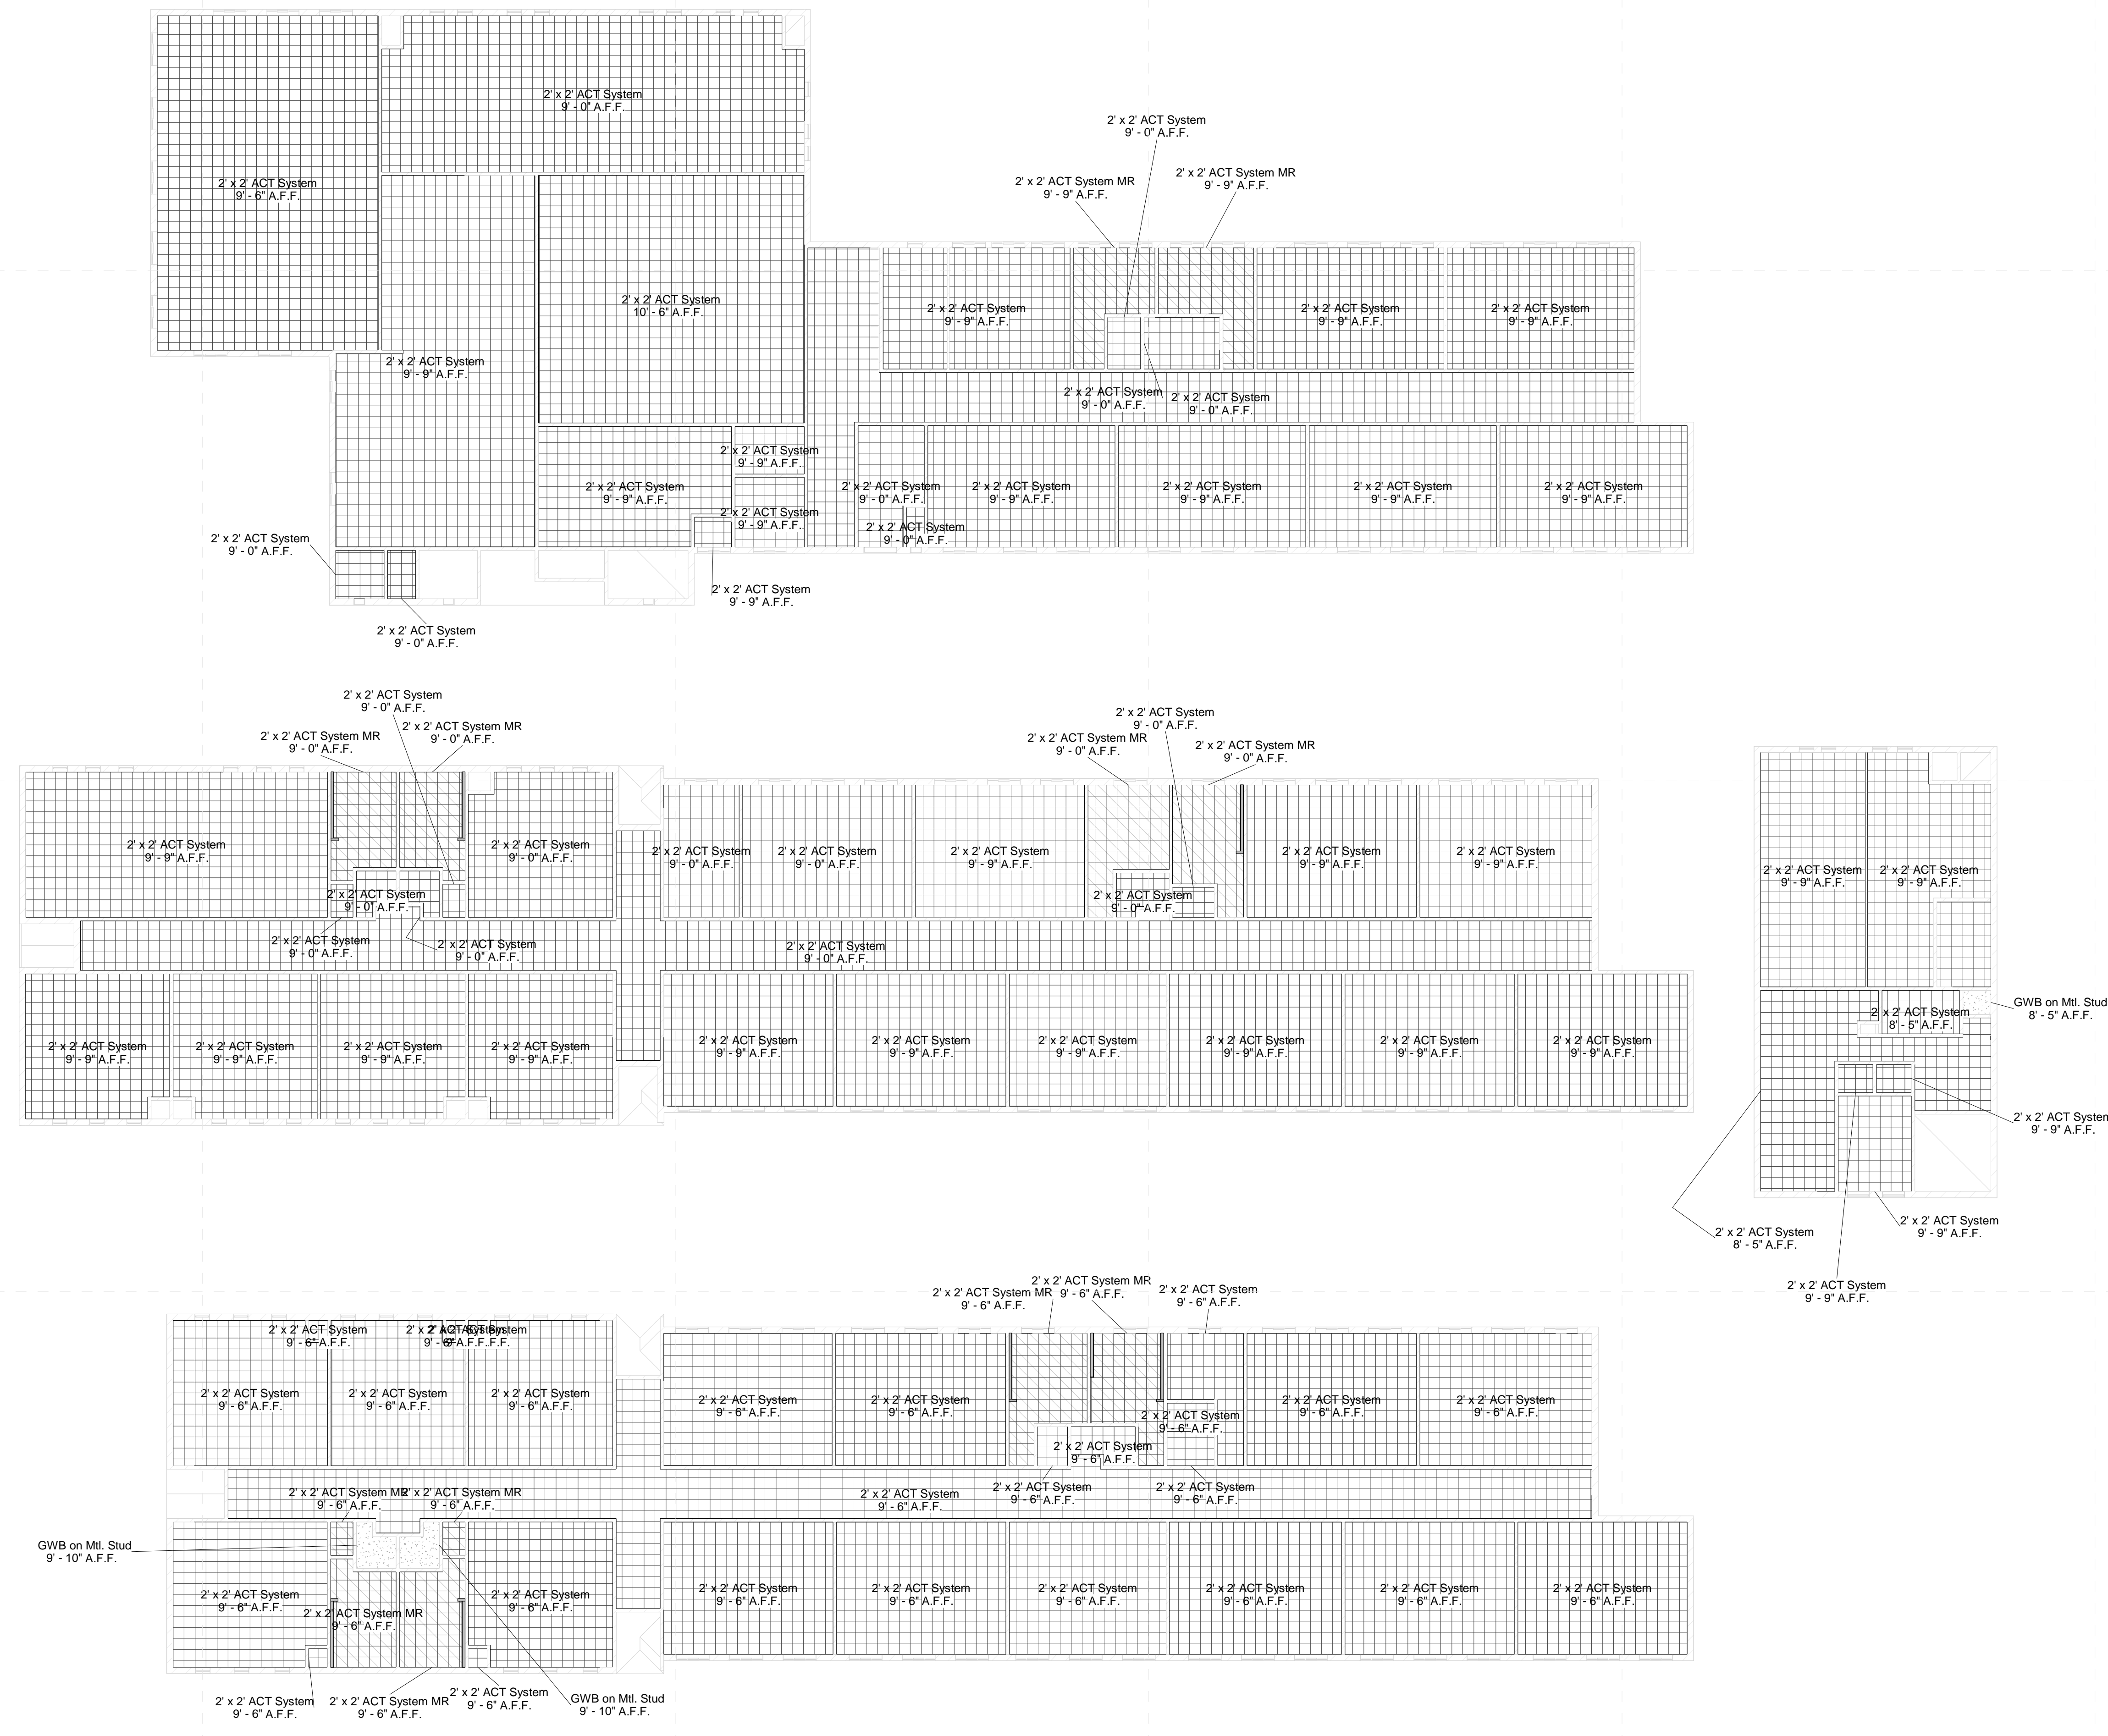 2' x 2' ACT System
9' - 0" A.F.F.
2' x 2' ACT System
9' - 0" A.F.F.
2' x 2' ACT System MR
9' - 9" A.F.F.
2' x 2' ACT System MR
9' - 9" A.F.F.
2' x 2' ACT System
9' - 6" A.F.F.
2' x 2' ACT System
10' - 6" A.F.F.
2' x 2' ACT System
9' - 9" A.F.F.
2' x 2' ACT System
9' - 9" A.F.F.
2' x 2' ACT System
9' - 9" A.F.F.
2' x 2' ACT System
9' - 9" A.F.F.
2' x 2' ACT System
9' - 0" A.F.F.
2' x 2' ACT System
9' - 0" A.F.F.
2' x 2' ACT System
9' - 9" A.F.F.
2' x 2' ACT System
9' - 9" A.F.F.
2' x 2' ACT System
9' - 0" A.F.F.
2' x 2' ACT System
9' - 9" A.F.F.
2' x 2' ACT System
9' - 9" A.F.F.
2' x 2' ACT System
9' - 9" A.F.F.
2' x 2' ACT System
9' - 9" A.F.F.
2' x 2' ACT System
9' - 9" A.F.F.
2' x 2' ACT System
9' - 0" A.F.F.
2' x 2' ACT System
9' - 0" A.F.F.
2' x 2' ACT System
9' - 9" A.F.F.
2' x 2' ACT System
9' - 0" A.F.F.
2' x 2' ACT System
9' - 0" A.F.F.
2' x 2' ACT System MR
9' - 0" A.F.F.
2' x 2' ACT System MR
9' - 0" A.F.F.
2' x 2' ACT System
9' - 0" A.F.F.
2' x 2' ACT System MR
9' - 0" A.F.F.
2' x 2' ACT System MR
9' - 0" A.F.F.
2' x 2' ACT System
9' - 9" A.F.F.
2' x 2' ACT System
9' - 0" A.F.F.
2' x 2' ACT System
9' - 0" A.F.F.
2' x 2' ACT System
9' - 0" A.F.F.
2' x 2' ACT System
9' - 9" A.F.F.
2' x 2' ACT System
9' - 9" A.F.F.
2' x 2' ACT System
9' - 9" A.F.F.
2' x 2' ACT System
9' - 0" A.F.F.
2' x 2' ACT System
9' - 0" A.F.F.
2' x 2' ACT System
9' - 0" A.F.F.
2' x 2' ACT System
9' - 0" A.F.F.
2' x 2' ACT System
9' - 0" A.F.F.
2' x 2' ACT System
9' - 9" A.F.F.
2' x 2' ACT System
9' - 9" A.F.F.
2' x 2' ACT System
9' - 9" A.F.F.
2' x 2' ACT System
9' - 9" A.F.F.
2' x 2' ACT System
9' - 9" A.F.F.
2' x 2' ACT System
9' - 9" A.F.F.
2' x 2' ACT System
9' - 9" A.F.F.
2' x 2' ACT System
9' - 9" A.F.F.
2' x 2' ACT System
9' - 9" A.F.F.
2' x 2' ACT System
9' - 9" A.F.F.
2' x 2' ACT System
9' - 9" A.F.F.
2' x 2' ACT System
9' - 9" A.F.F.
GWB on Mtl. Stud
8' - 5" A.F.F.
2' x 2' ACT System
8' - 5" A.F.F.
2' x 2' ACT System
9' - 9" A.F.F.
2' x 2' ACT System
9' - 9" A.F.F.
2' x 2' ACT System
8' - 5" A.F.F.
2' x 2' ACT System
9' - 9" A.F.F.
2' x 2' ACT System MR
9' - 6" A.F.F.
2' x 2' ACT System MR
9' - 6" A.F.F.
2' x 2' ACT System
9' - 6" A.F.F.
2' x 2' ACT System
9' - 6" A.F.F.
2' x 2' ACT System
9' - 6" A.F.F.
2' x 2' ACT System
9' - 6" A.F.F.
2' x 2' ACT System
9' - 6" A.F.F.
2' x 2' ACT System
9' - 6" A.F.F.
2' x 2' ACT System
9' - 6" A.F.F.
2' x 2' ACT System
9' - 6" A.F.F.
2' x 2' ACT System
9' - 6" A.F.F.
2' x 2' ACT System
9' - 6" A.F.F.
2' x 2' ACT System
9' - 6" A.F.F.
2' x 2' ACT System
9' - 6" A.F.F.
2' x 2' ACT System MR
9' - 6" A.F.F.
2' x 2' ACT System MR
9' - 6" A.F.F.
2' x 2' ACT System
9' - 6" A.F.F.
2' x 2' ACT System
9' - 6" A.F.F.
2' x 2' ACT System
9' - 6" A.F.F.
GWB on Mtl. Stud
9' - 10" A.F.F.
2' x 2' ACT System
9' - 6" A.F.F.
2' x 2' ACT System MR
9' - 6" A.F.F.
2' x 2' ACT System
9' - 6" A.F.F.
2' x 2' ACT System
9' - 6" A.F.F.
2' x 2' ACT System
9' - 6" A.F.F.
2' x 2' ACT System
9' - 6" A.F.F.
2' x 2' ACT System
9' - 6" A.F.F.
2' x 2' ACT System
9' - 6" A.F.F.
2' x 2' ACT System
9' - 6" A.F.F.
2' x 2' ACT System
9' - 6" A.F.F.
2' x 2' ACT System MR
9' - 6" A.F.F.
2' x 2' ACT System
9' - 6" A.F.F.
GWB on Mtl. Stud
9' - 10" A.F.F.